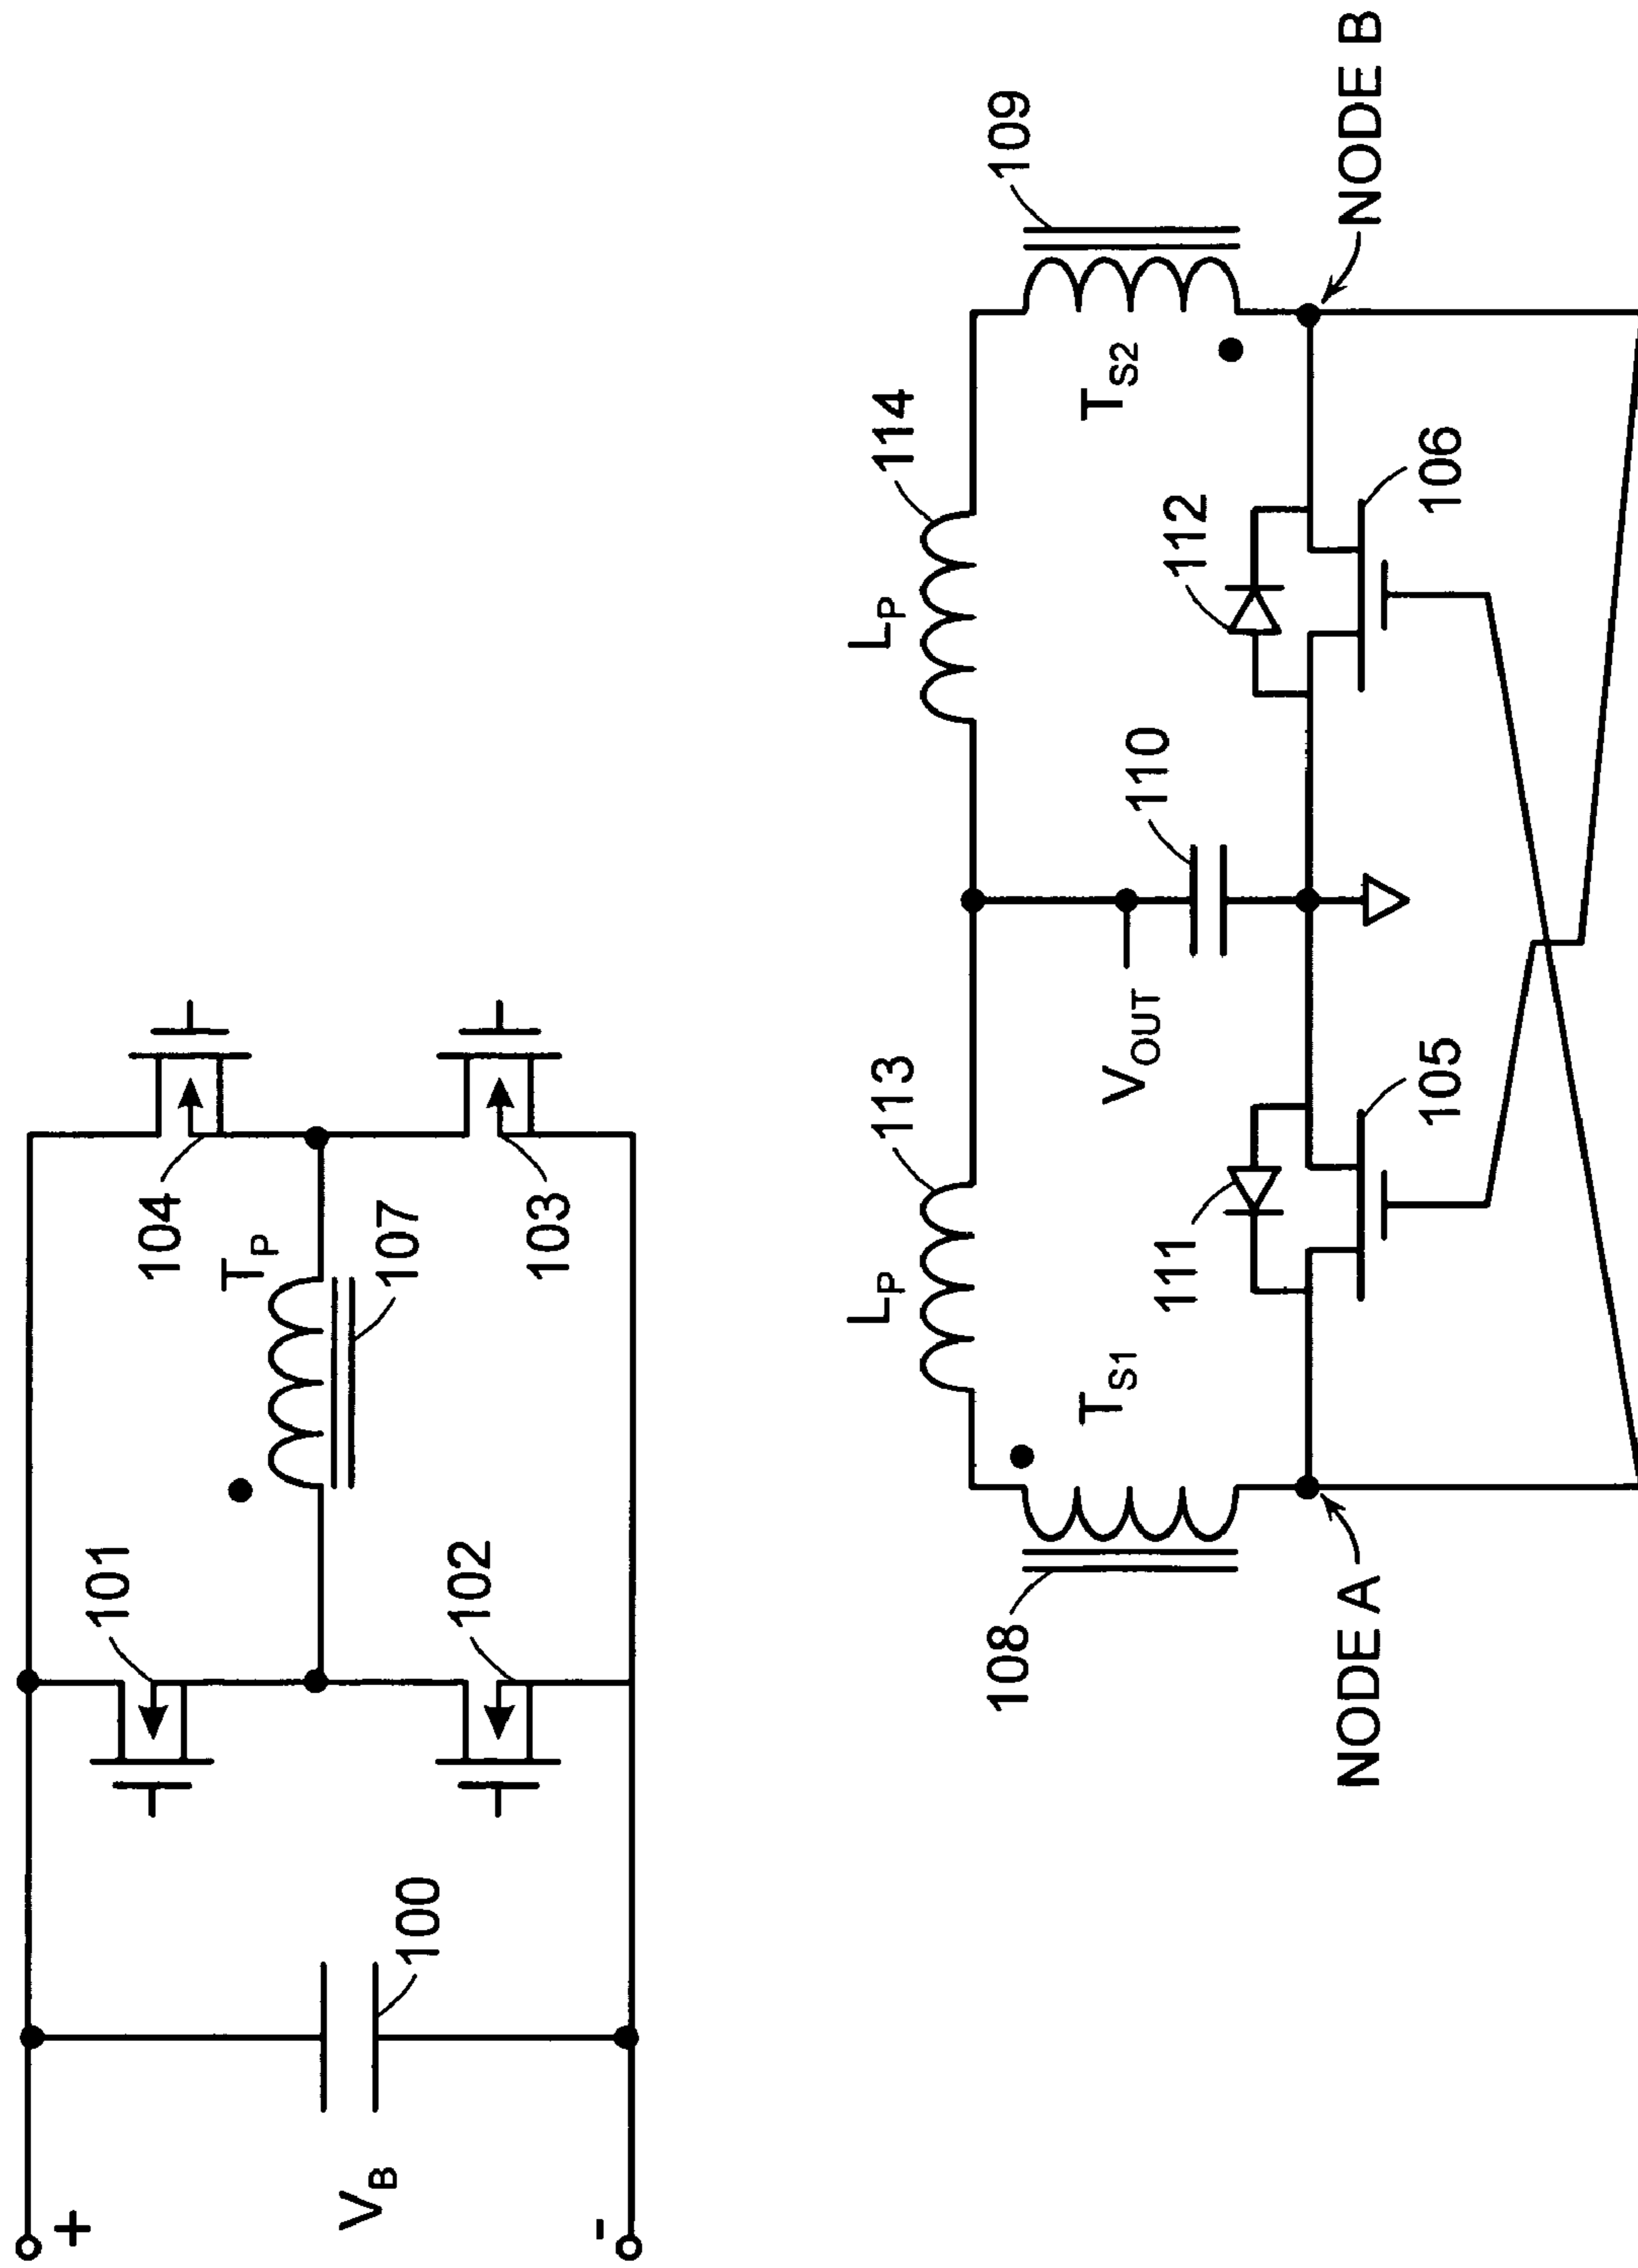 +
V_B
-
100
101
102
T_P
107
104
103
108
T_S1
L_P
113
L_P
114
109
T_S2
V_OUT
110
111
105
112
106
NODE A
NODE B